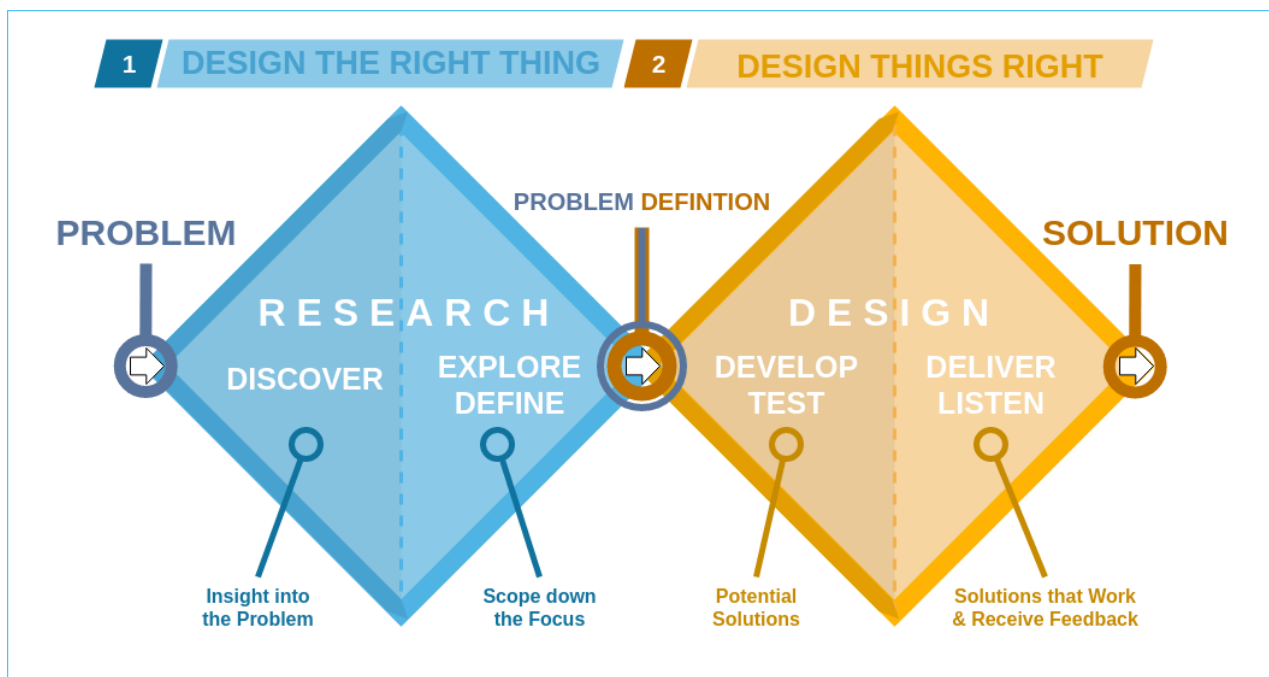 1 DESIGN THE RIGHT THING
2 DESIGN THINGS RIGHT
PROBLEM
PROBLEM DEFINTION
SOLUTION
RESEARCH
DISCOVER
EXPLORE
DEFINE
DESIGN
DEVELOP
TEST
DELIVER
LISTEN
Insight into
the Problem
Scope down
the Focus
Potential
Solutions
Solutions that Work
& Receive Feedback